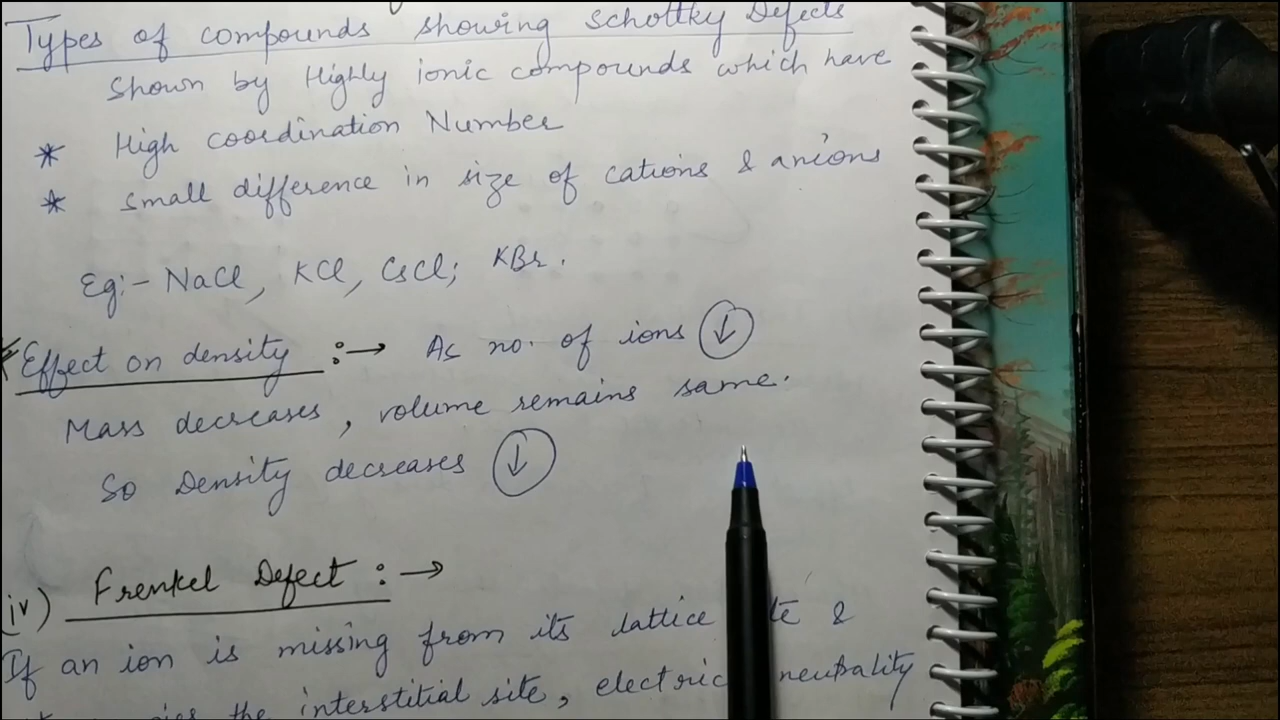 Types of compounds showing Schottky Defects
Shown by Highly ionic compounds which have
* High coordination Number
* Small difference in size of cations & anions
Eg:- NaCl, KCl, CsCl, KBr.
* Effect on density :→ As no. of ions ↓
Mass decreases, volume remains same.
So Density decreases ↓
(iv) Frenkel Defect :→
If an ion is missing from its lattice &
the interstitial site, electric neutrality